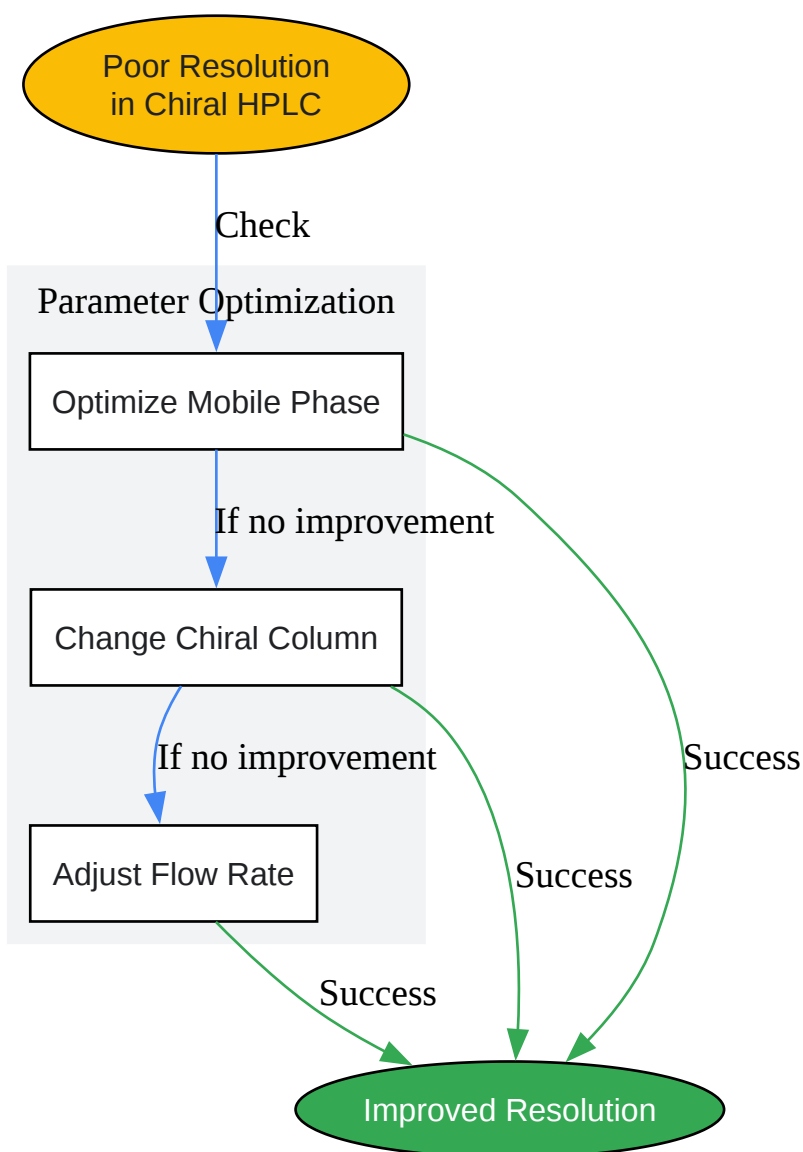 Poor Resolution
in Chiral HPLC
Check
Parameter Optimization
Optimize Mobile Phase
If no improvement
Change Chiral Column
If no improvement
Success
Adjust Flow Rate
Success
Success
Improved Resolution